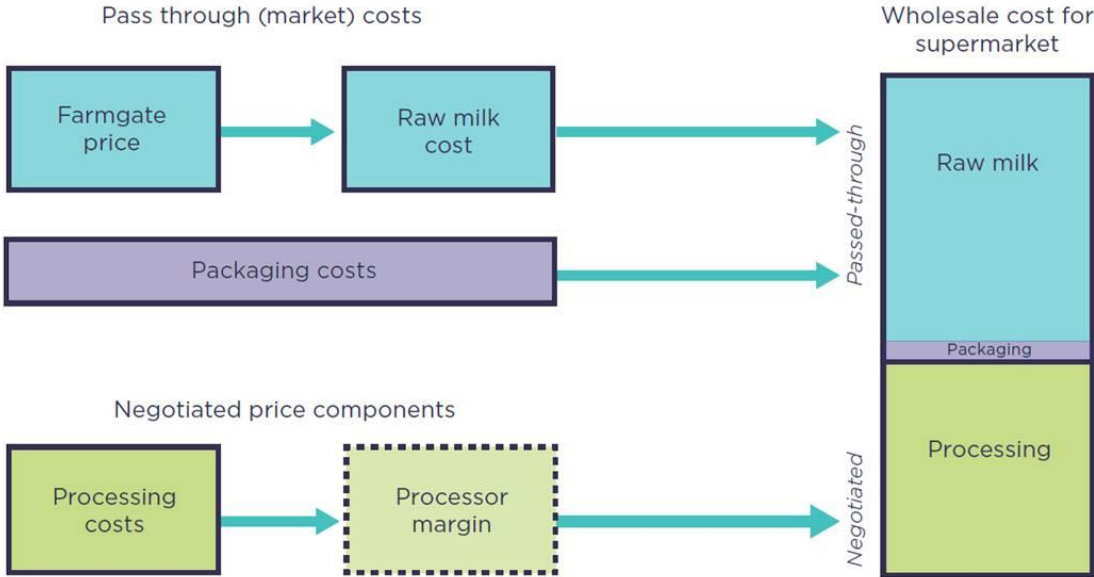 Pass through (market) costs
Wholesale cost for
supermarket
Farmgate
price
Raw milk
cost
Passed-through
Raw milk
Packaging costs
Packaging
Negotiated price components
Processing
costs
Processor
margin
Negotiated
Processing